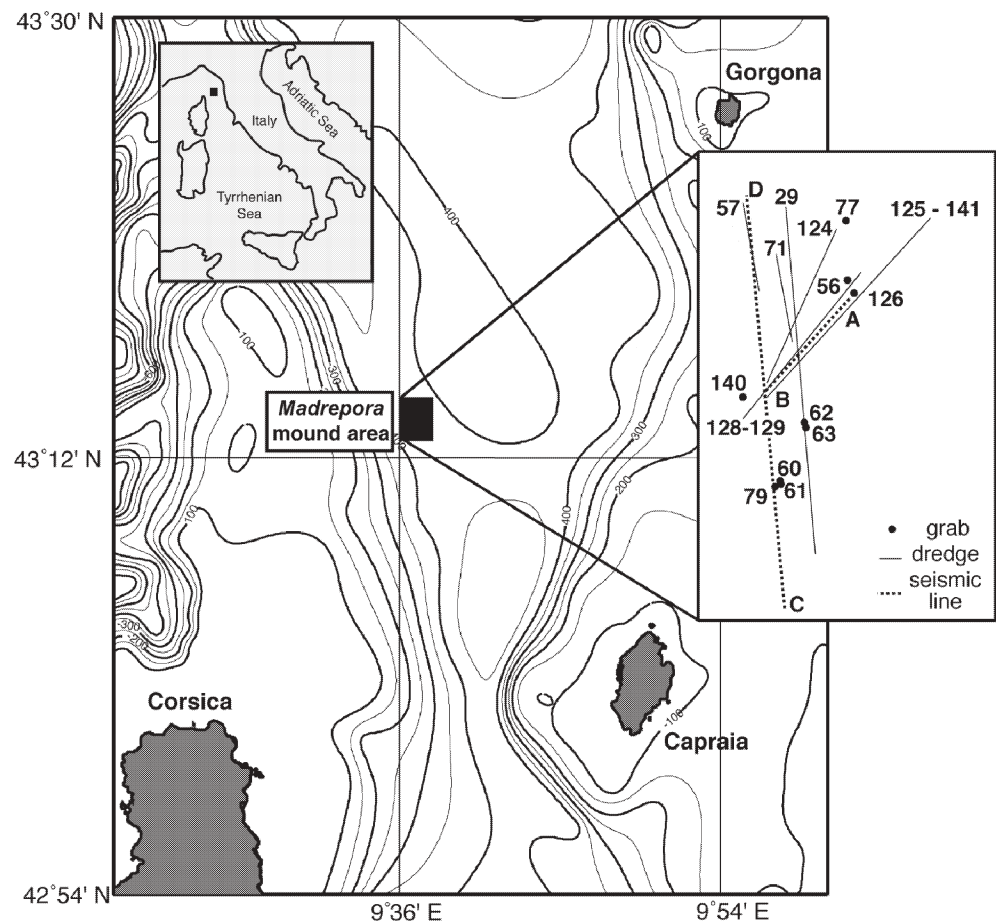 43°30' N
Gorgona
-100
Adriatic Sea
Italy
Tyrrhenian
Sea
-400
D
57
29
77
125 - 141
124
71
56
126
A
-100
-300
140
B
Madrepora
mound area
128-129
62
63
-300
43°12' N
60
79
61
-200
-100
-400
grab
dredge
seismic
line
C
-300
-200
Corsica
-100
Capraia
42°54' N
9°36' E
9°54' E